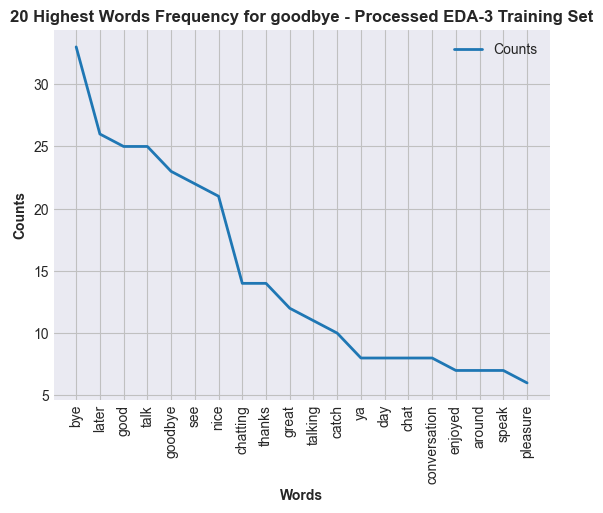 20 Highest Words Frequency for goodbye - Processed EDA-3 Training Set
Counts
30
25
20
15
10
5
Counts
bye
later
good
talk
goodbye
see
nice
chatting
thanks
great
talking
catch
ya
day
chat
conversation
enjoyed
around
speak
pleasure
Words